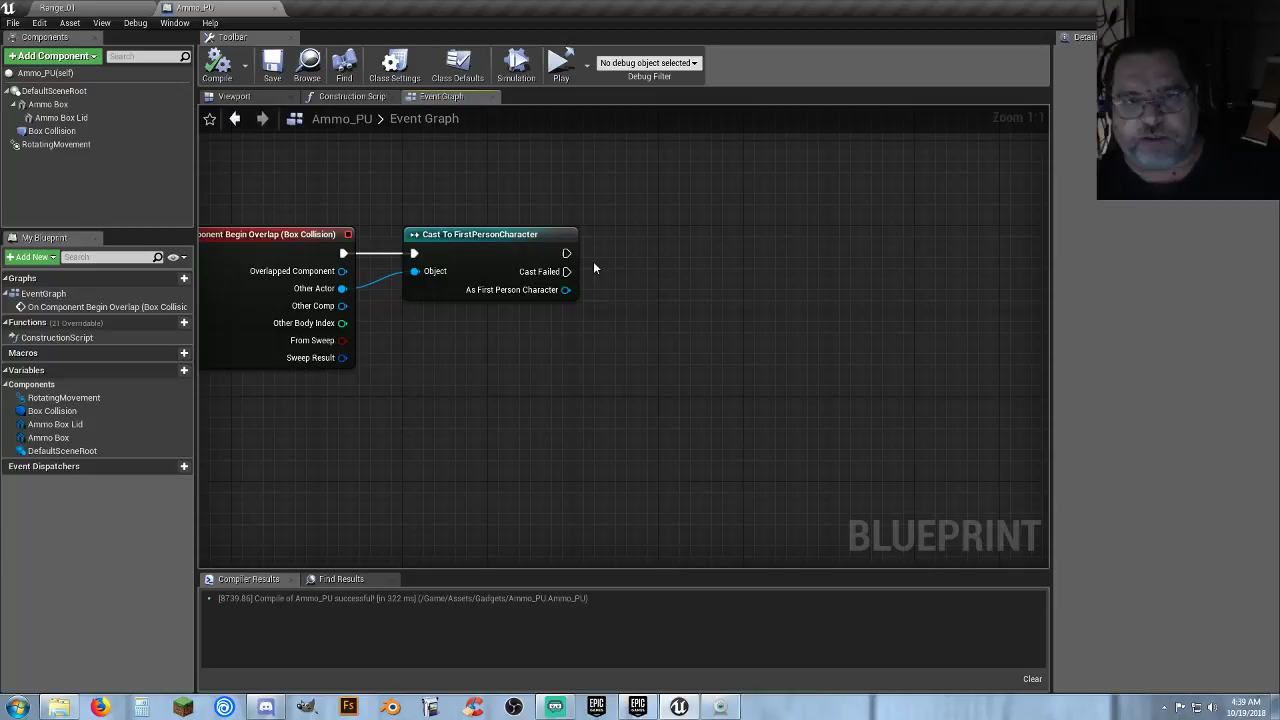 Range_01
Ammo_PU
File Edit Asset View Debug Window Help
Components
Add Component
Search
Ammo_PU(self)
DefaultSceneRoot
Ammo Box
Ammo Box Lid
Box Collision
RotatingMovement
My Blueprint
Add New
Search
Graphs
EventGraph
On Component Begin Overlap (Box Collisic
Functions (21 Overridable)
ConstructionScript
Macros
Variables
Components
RotatingMovement
Box Collision
Ammo Box Lid
Ammo Box
DefaultSceneRoot
Event Dispatchers
Toolbar
Compile
Save
Browse
Find
Class Settings
Class Defaults
Simulation
Play
No debug object selected
Debug Filter
Viewport
Construction Scrip
Event Graph
Ammo_PU > Event Graph
Zoom 1:1
ponent Begin Overlap (Box Collision)
Overlapped Component
Other Actor
Other Comp
Other Body Index
From Sweep
Sweep Result
Cast To FirstPersonCharacter
Object
Cast Failed
As First Person Character
BLUEPRINT
Compiler Results
Find Results
[8739.86] Compile of Ammo_PU successful! [in 322 ms] (/Game/Assets/Gadgets/Ammo_PU.Ammo_PU)
Clear
Details
Fs
EPIC GAMES
EPIC GAMES
4:39 AM
10/19/2018